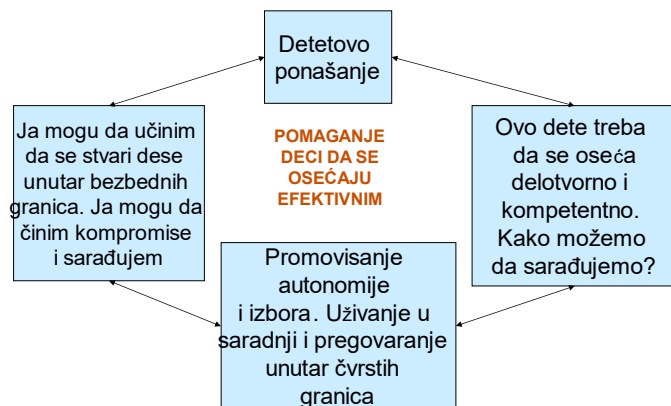 Detetovo
ponašanje
Ja mogu da učinim
da se stvari dese
unutar bezbednih
granica. Ja mogu da
činim kompromise
i sarađujem
POMAGANJE
DECI DA SE
OSEĆAJU
EFEKTIVNIM
Ovo dete treba
da se oseća
delotvorno i
kompetentno.
Kako možemo
da sarađujemo?
Promovisanje
autonomije
i izbora. Uživanje u
saradnji i pregovaranje
unutar čvrstih
granica